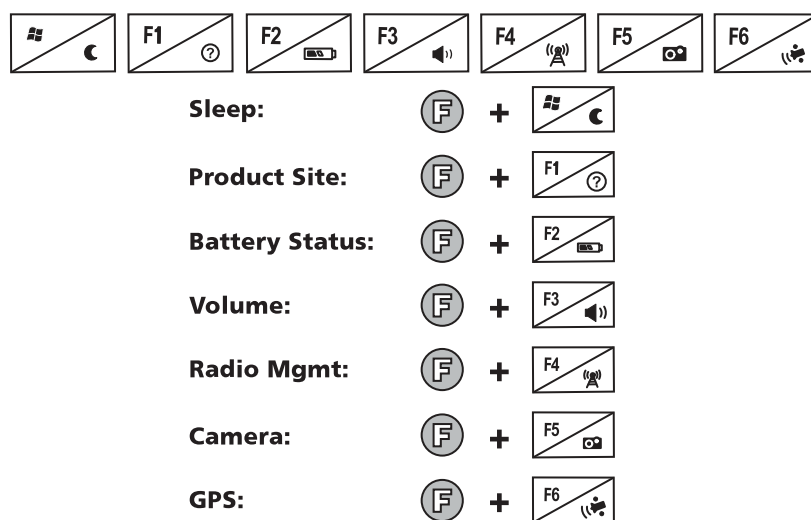 F1 F2 F3 F4 F5 F6
Sleep: F +
Product Site: F + F1
Battery Status: F + F2
Volume: F + F3
Radio Mgmt: F + F4
Camera: F + F5
GPS: F + F6